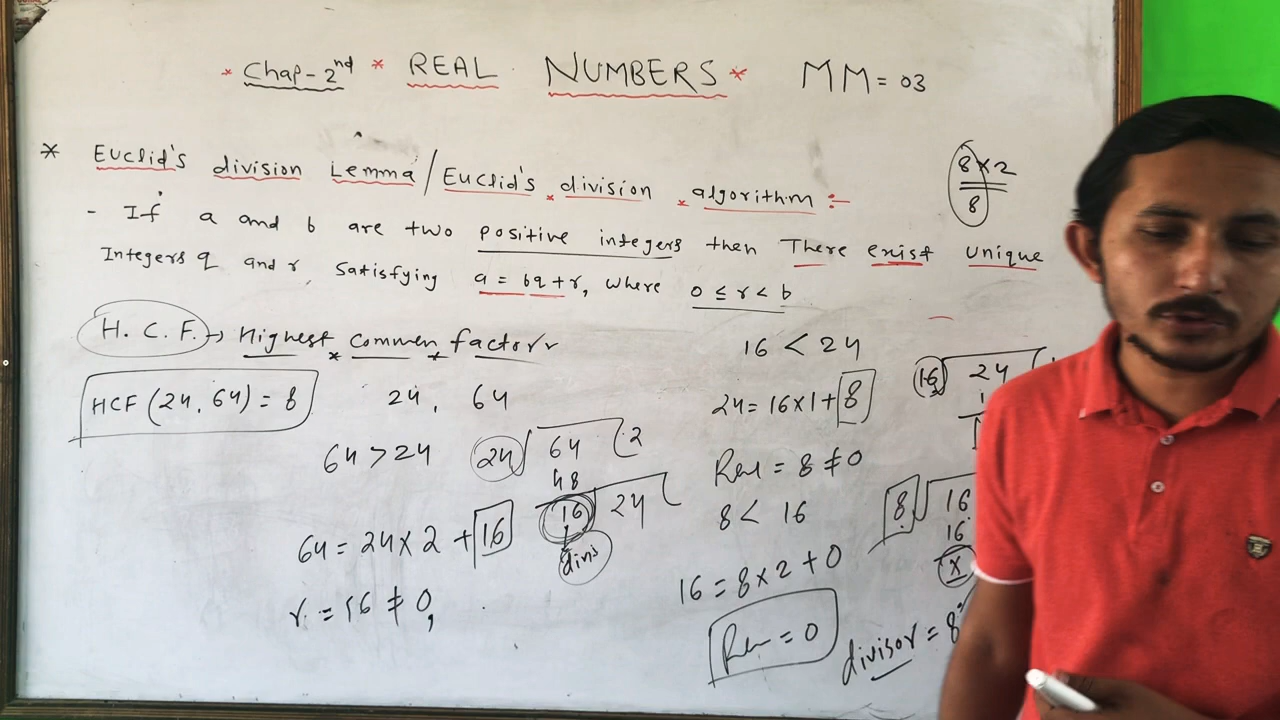 * Chap-2nd * REAL NUMBERS * MM = 03
* Euclid's division Lemma / Euclid's division algorithm :-
- If a and b are two positive integers then There exist unique
Integers q and r satisfying a = bq + r, where 0 ≤ r < b
8 × 2
8
H. C. F. → Highest * Commen * factorr
HCF (24, 64) = 8
24, 64
64 > 24
24) 64 (2
48
16) 24 (
divis
64 = 24 × 2 + 16
r = 16 ≠ 0,
16 < 24
24 = 16 × 1 + 8
Rem = 8 ≠ 0
8 < 16
16 = 8 × 2 + 0
Rem = 0
16) 24
8) 16
16
×
divisor = 8